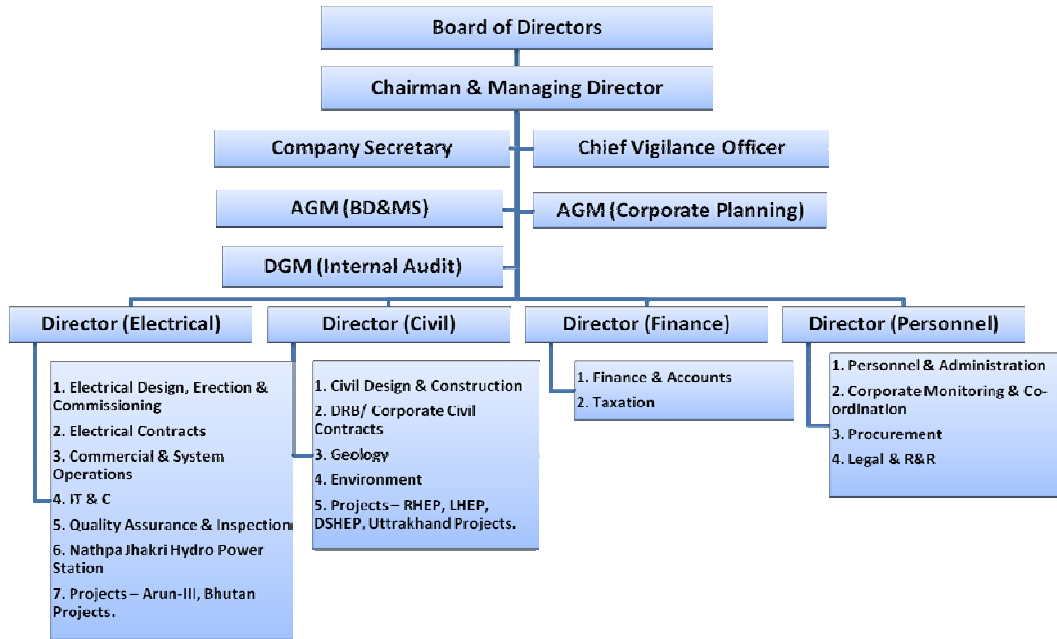 Board of Directors
Chairman & Managing Director
Company Secretary
Chief Vigilance Officer
AGM (BD&MS)
AGM (Corporate Planning)
DGM (Internal Audit)
Director (Electrical)
Director (Civil)
Director (Finance)
Director (Personnel)
1. Electrical Design, Erection &
Commissioning
2. Electrical Contracts
3. Commercial & System
Operations
4. IT & C
5. Quality Assurance & Inspection
6. Nathpa Jhakri Hydro Power
Station
7. Projects – Arun-III, Bhutan
Projects.
1. Civil Design & Construction
2. DRB/ Corporate Civil
Contracts
3. Geology
4. Environment
5. Projects – RHEP, LHEP,
DSHEP, Uttrakhand Projects.
1. Finance & Accounts
2. Taxation
1. Personnel & Administration
2. Corporate Monitoring & Co-
ordination
3. Procurement
4. Legal & R&R